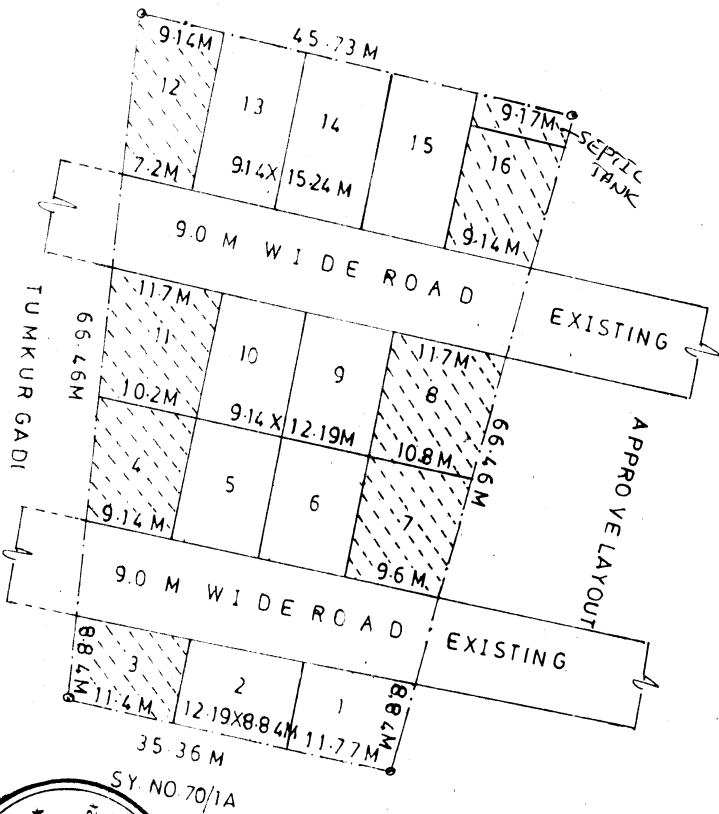 45.73 M
9.14M
12
13
14
15
9.17M
16
SEPTIC
TANK
7.2M
9.14X 15.24 M
9.14M
9.0 M WIDE ROAD
EXISTING
TUMKUR GADI
66.46M
11.7M
11
10
9
11.7M
8
10.2M
9.14 X 12.19M
10.8M
66.46M
APPROVE LAYOUT
4
5
6
7
9.14M
9.6 M
9.0 M WIDE ROAD
EXISTING
8.84M
3
2
1
8.84M
11.4M
12.19X8.84M
11.77M
35.36 M
SY. NO. 70/1A